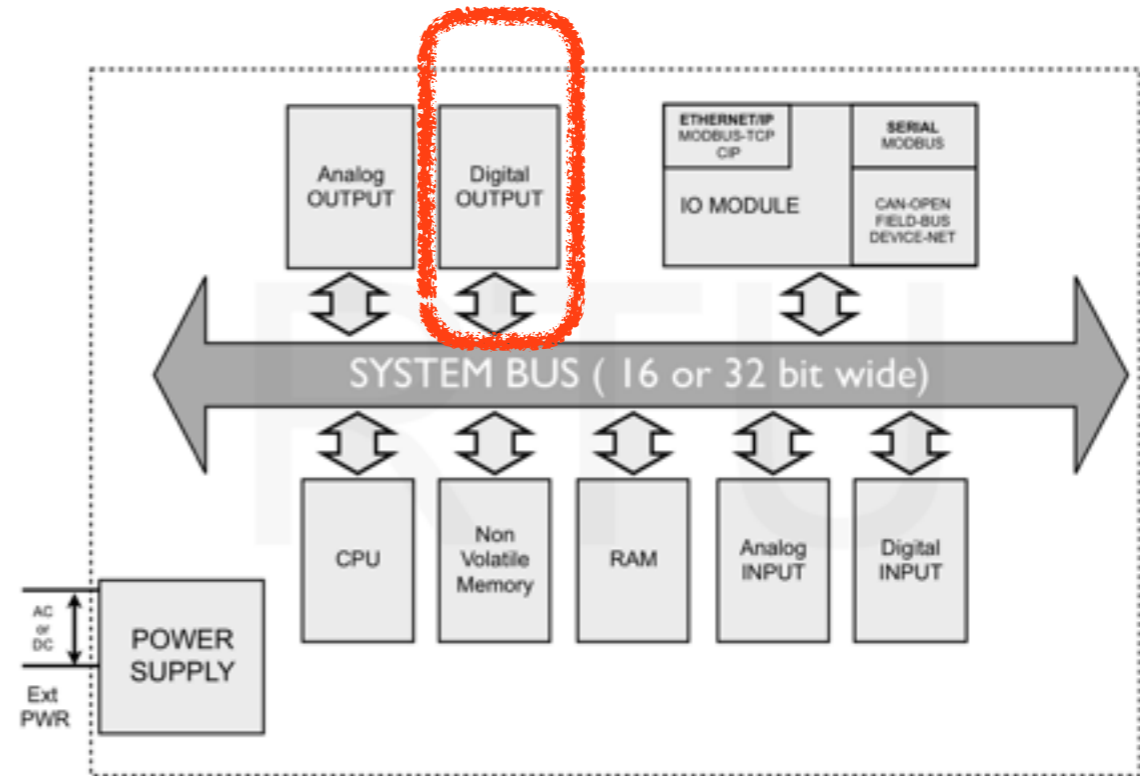 Analog
OUTPUT
Digital
OUTPUT
ETHERNET/IP
MODBUS-TCP
CIP
SERIAL
MODBUS
IO MODULE
CAN-OPEN
FIELD-BUS
DEVICE-NET
RTU
SYSTEM BUS ( 16 or 32 bit wide)
CPU
Non
Volatile
Memory
RAM
Analog
INPUT
Digital
INPUT
AC
or
DC
POWER
SUPPLY
Ext
PWR